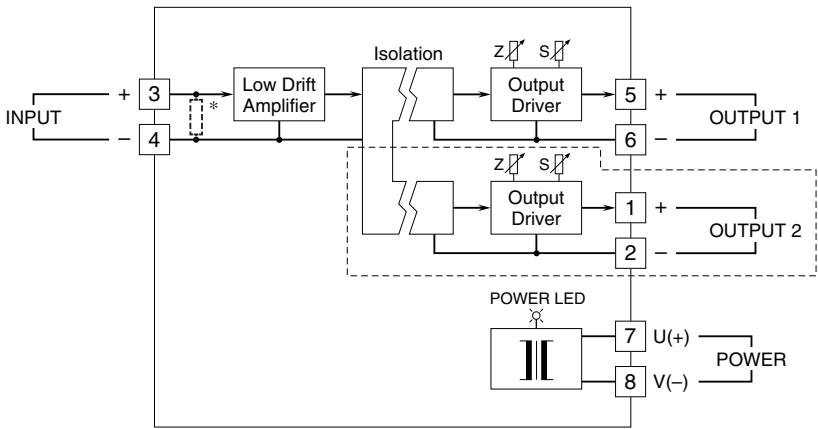 Isolation
Z S
+ 3
Low Drift
Amplifier
Output
Driver
5 +
INPUT
*
OUTPUT 1
– 4
6 –
Z S
Output
Driver
1 +
OUTPUT 2
2 –
POWER LED
7 U(+)
POWER
8 V(–)